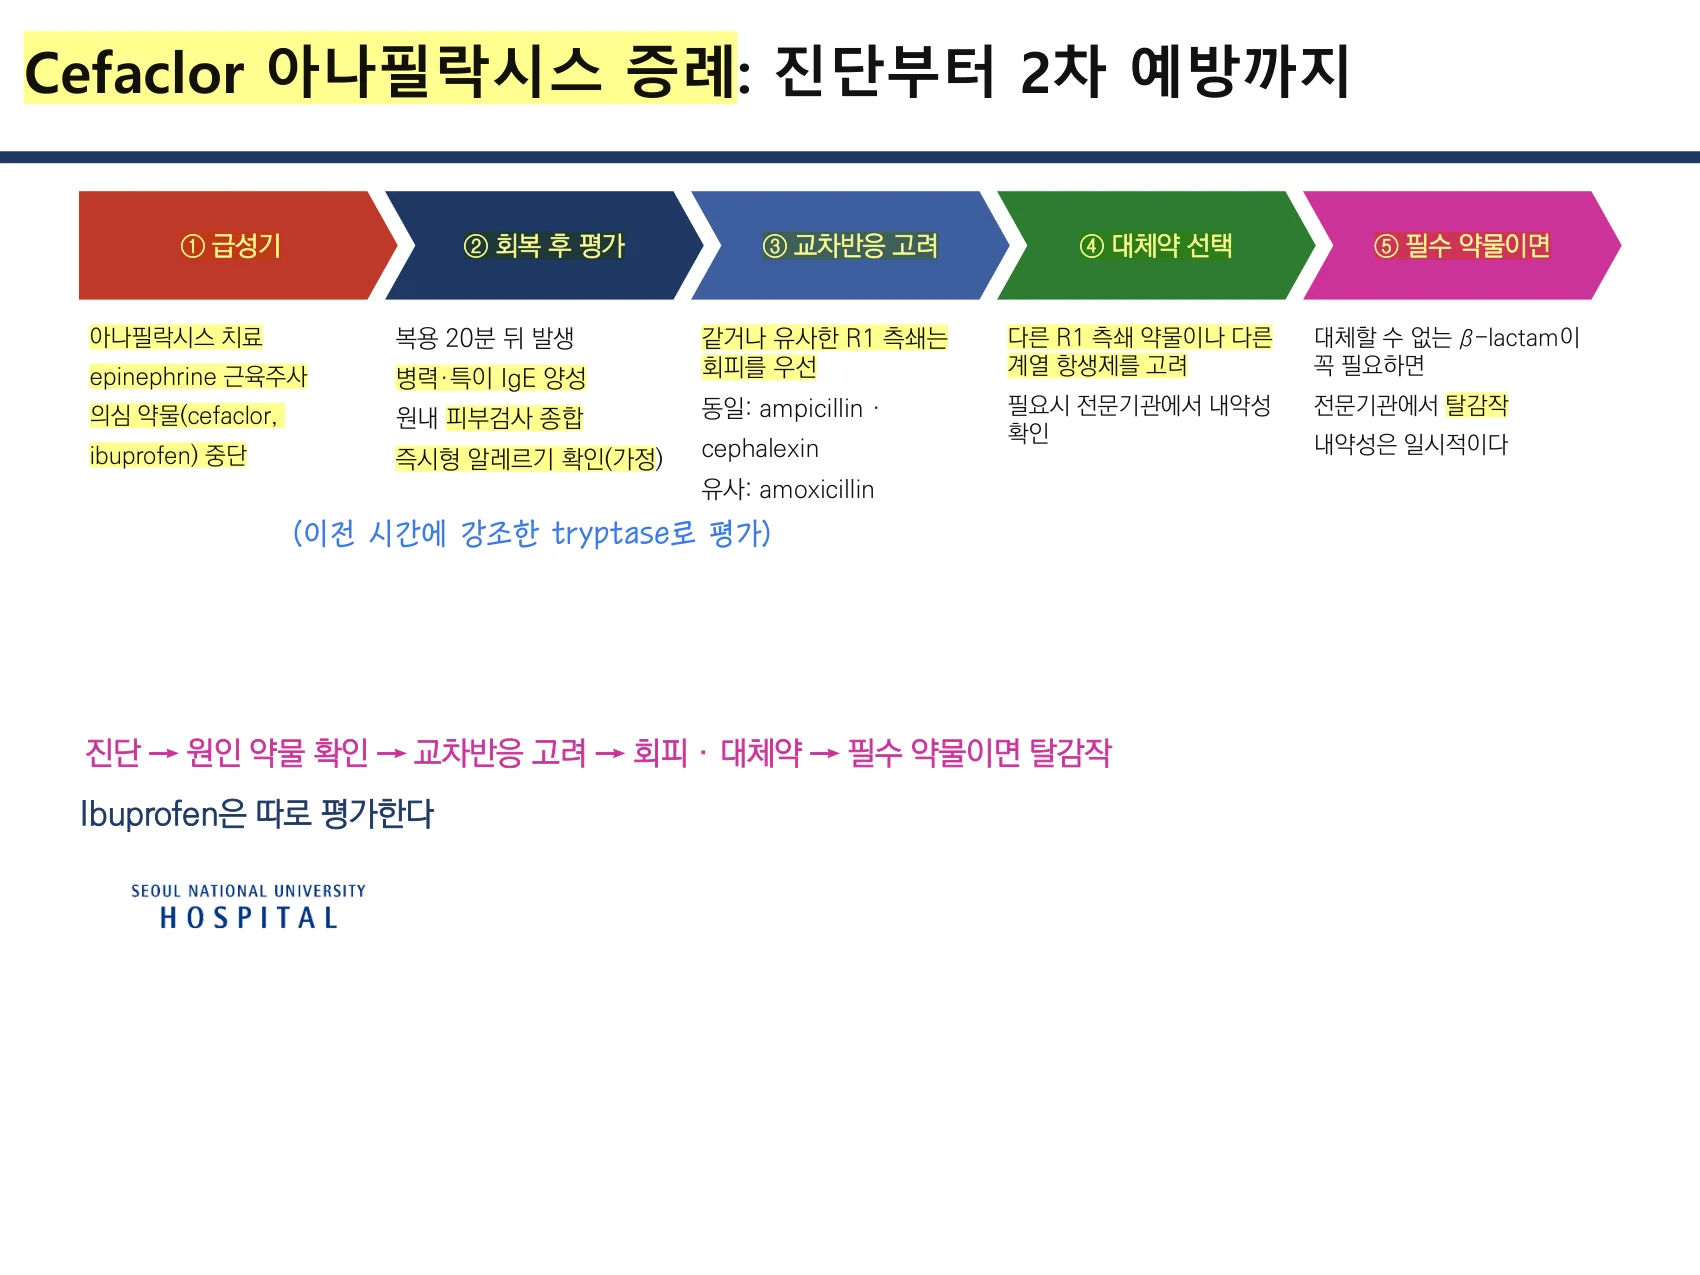 Cefaclor 아나필락시스 증례: 진단부터 2차 예방까지
① 급성기
아나필락시스 치료
epinephrine 근육주사
의심 약물(cefaclor,
ibuprofen) 중단
② 회복 후 평가
복용 20분 뒤 발생
병력·특이 IgE 양성
원내 피부검사 종합
즉시형 알레르기 확인(가정)
(이전 시간에 강조한 tryptase로 평가)
③ 교차반응 고려
같거나 유사한 R1 측쇄는
회피를 우선
동일: ampicillin ·
cephalexin
유사: amoxicillin
④ 대체약 선택
다른 R1 측쇄 약물이나 다른
계열 항생제를 고려
필요시 전문기관에서 내약성
확인
⑤ 필수 약물이면
대체할 수 없는 β-lactam이
꼭 필요하면
전문기관에서 탈감작
내약성은 일시적이다
진단 → 원인 약물 확인 → 교차반응 고려 → 회피 · 대체약 → 필수 약물이면 탈감작
Ibuprofen은 따로 평가한다
SEOUL NATIONAL UNIVERSITY
HOSPITAL